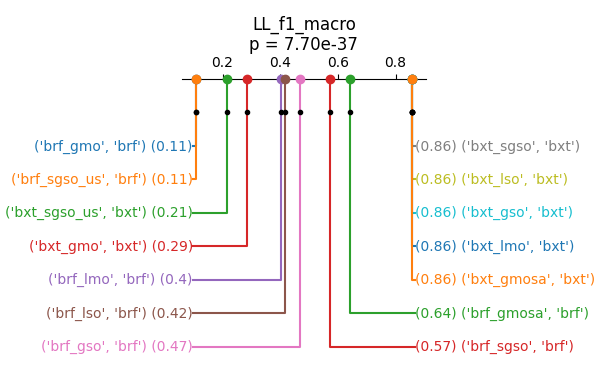 LL_f1_macro
p = 7.70e-37
0.2 0.4 0.6 0.8
('brf_gmo', 'brf') (0.11) (0.86) ('bxt_sgso', 'bxt')
('brf_sgso_us', 'brf') (0.11) (0.86) ('bxt_lso', 'bxt')
('bxt_sgso_us', 'bxt') (0.21) (0.86) ('bxt_gso', 'bxt')
('bxt_gmo', 'bxt') (0.29) (0.86) ('bxt_lmo', 'bxt')
('brf_lmo', 'brf') (0.4) (0.86) ('bxt_gmosa', 'bxt')
('brf_lso', 'brf') (0.42) (0.64) ('brf_gmosa', 'brf')
('brf_gso', 'brf') (0.47) (0.57) ('brf_sgso', 'brf')